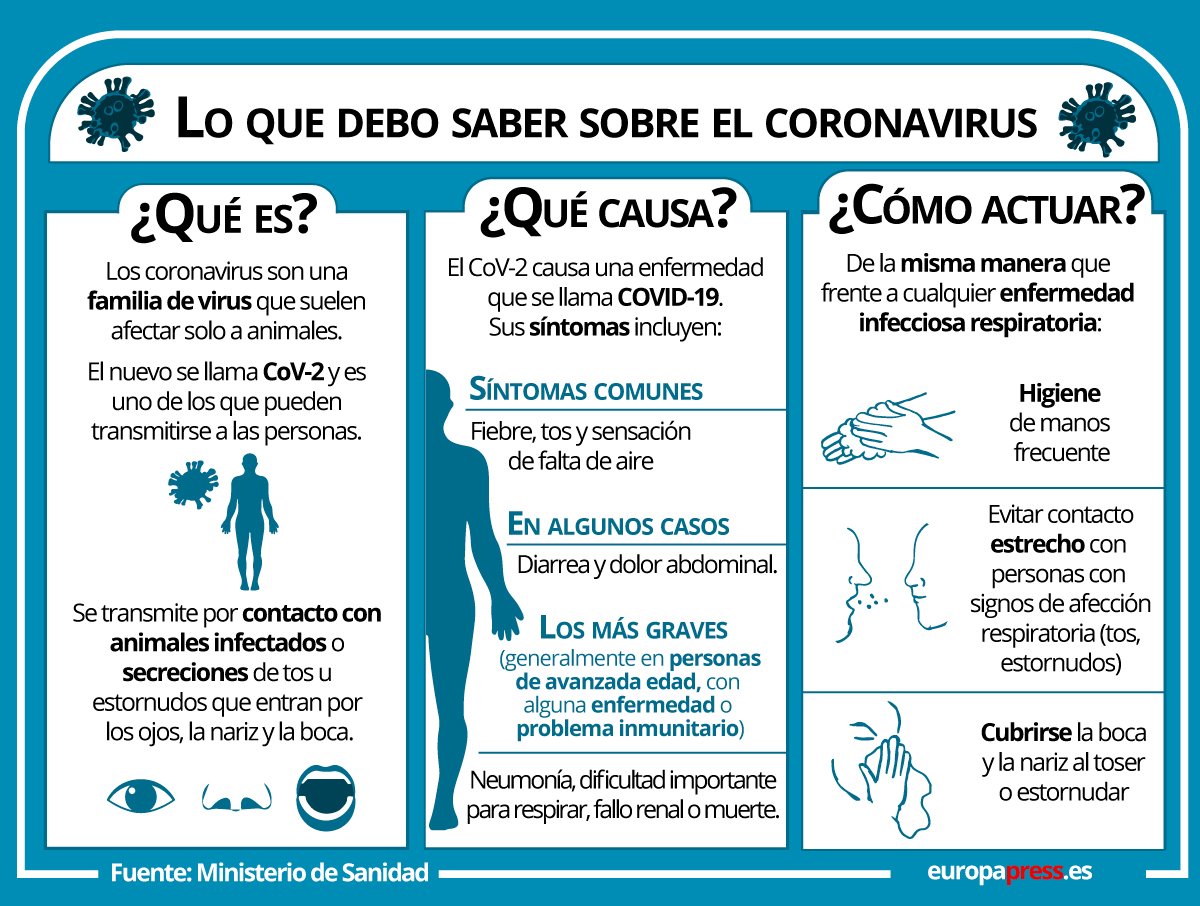 Lo que debo saber sobre el coronavirus
¿Qué es?
Los coronavirus son una
familia de virus que suelen
afectar solo a animales.
El nuevo se llama CoV-2 y es
uno de los que pueden
transmitirse a las personas.
Se transmite por contacto con
animales infectados o
secreciones de tos u
estornudos que entran por
los ojos, la nariz y la boca.
¿Qué causa?
El CoV-2 causa una enfermedad
que se llama COVID-19.
Sus síntomas incluyen:
Síntomas comunes
Fiebre, tos y sensación
de falta de aire
En algunos casos
Diarrea y dolor abdominal.
Los más graves
(generalmente en personas
de avanzada edad, con
alguna enfermedad o
problema inmunitario)
Neumonía, dificultad importante
para respirar, fallo renal o muerte.
¿Cómo actuar?
De la misma manera que
frente a cualquier enfermedad
infecciosa respiratoria:
Higiene
de manos
frecuente
Evitar contacto
estrecho con
personas con
signos de afección
respiratoria (tos,
estornudos)
Cubrirse la boca
y la nariz al toser
o estornudar
Fuente: Ministerio de Sanidad
europapress.es